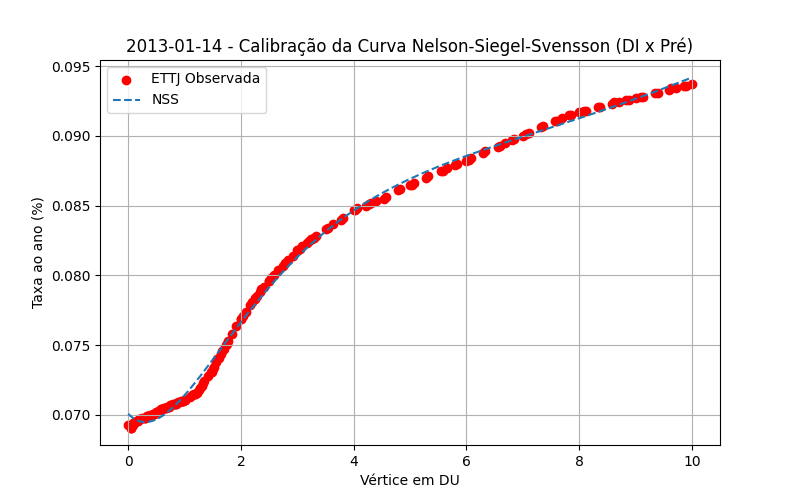 2013-01-14 - Calibração da Curva Nelson-Siegel-Svensson (DI x Pré)
ETTJ Observada
NSS
Taxa ao ano (%)
0.095
0.090
0.085
0.080
0.075
0.070
0
2
4
6
8
10
Vértice em DU